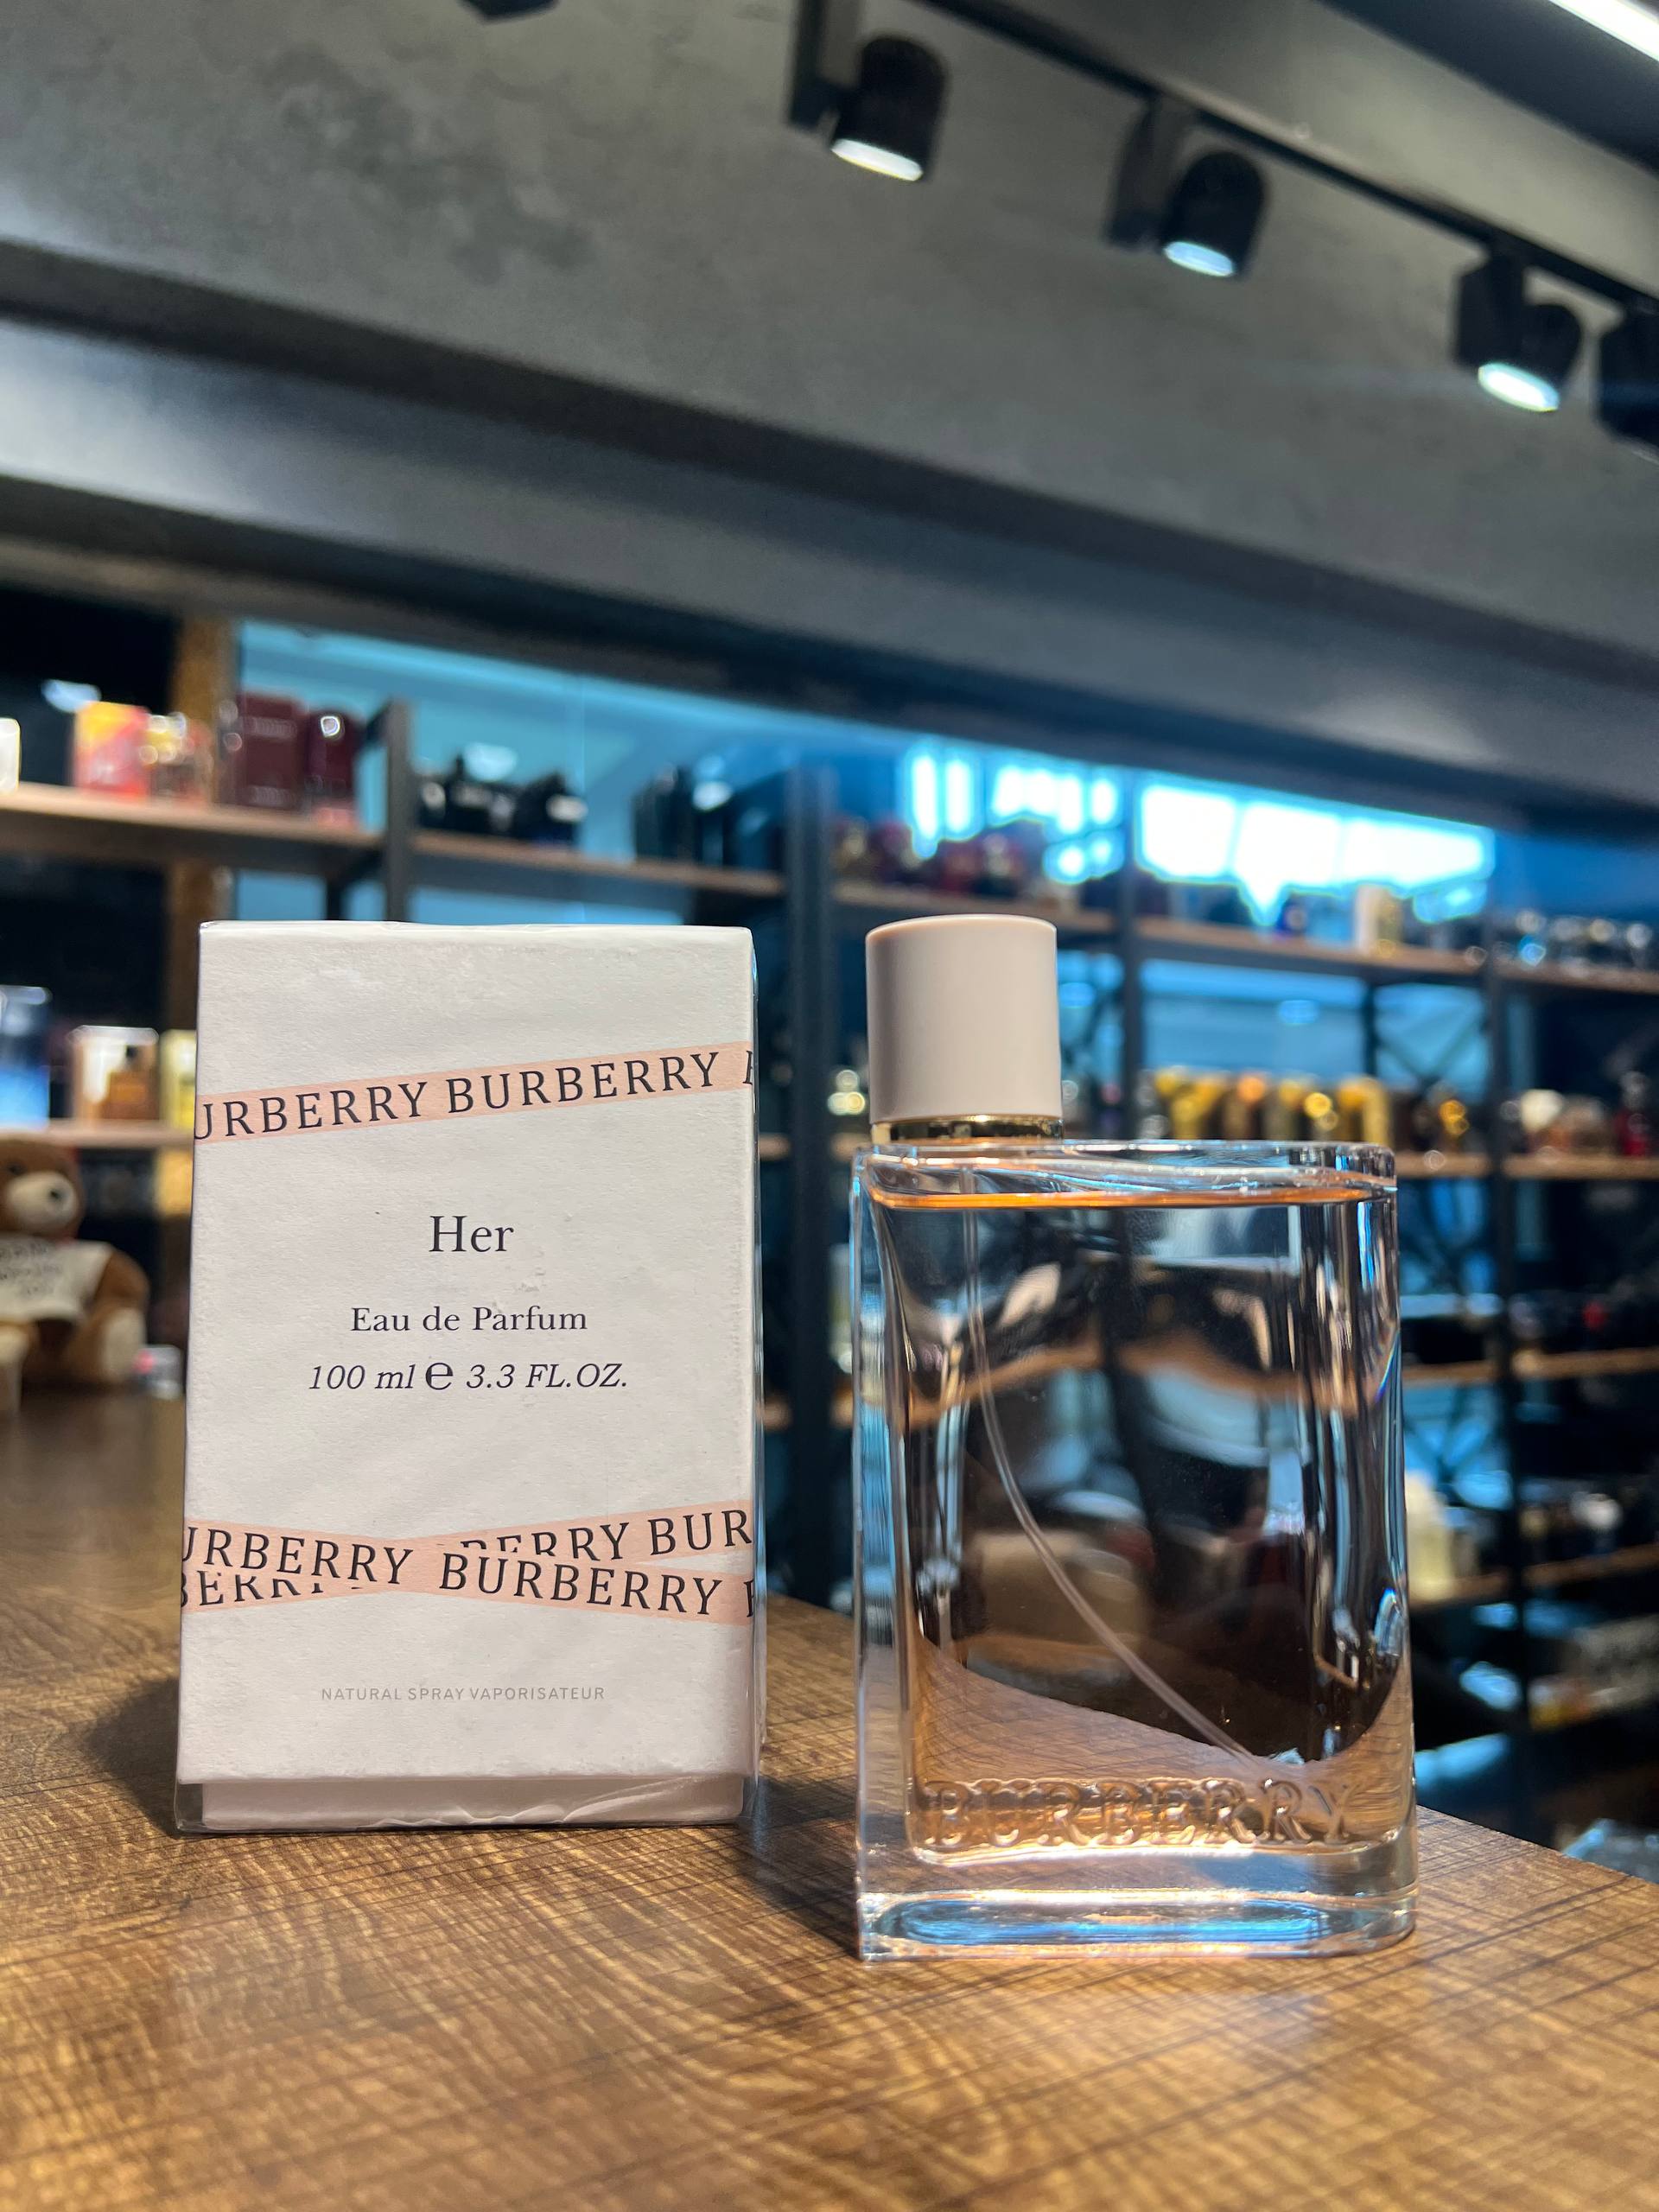 URBERRY BURBERRY
Her
Eau de Parfum
100 ml ℮ 3.3 FL.OZ.
BERRY BUR
URBERRY BURBERRY
NATURAL SPRAY VAPORISATEUR
BURBERRY